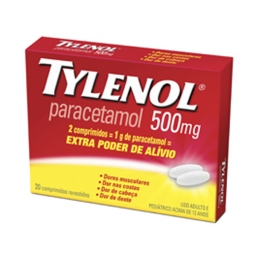 TYLENOL®
paracetamol 500mg
2 comprimidos = 1 g de paracetamol =
EXTRA PODER DE ALÍVIO
• Dores musculares
• Dor nas costas
• Dor de cabeça
• Dor de dente
20 comprimidos revestidos
USO ADULTO E
PEDIÁTRICO ACIMA DE 12 ANOS